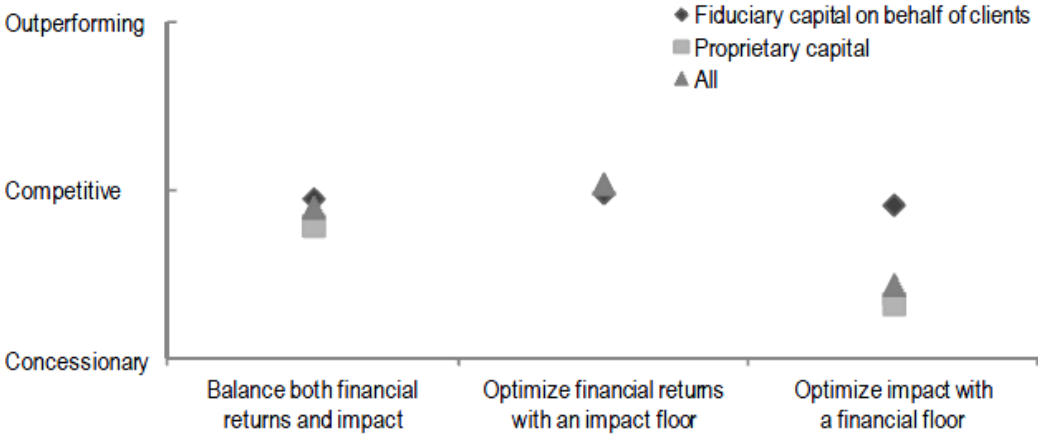 Outperforming
Fiduciary capital on behalf of clients
Proprietary capital
All
Competitive
Concessionary
Balance both financial
returns and impact
Optimize financial returns
with an impact floor
Optimize impact with
a financial floor